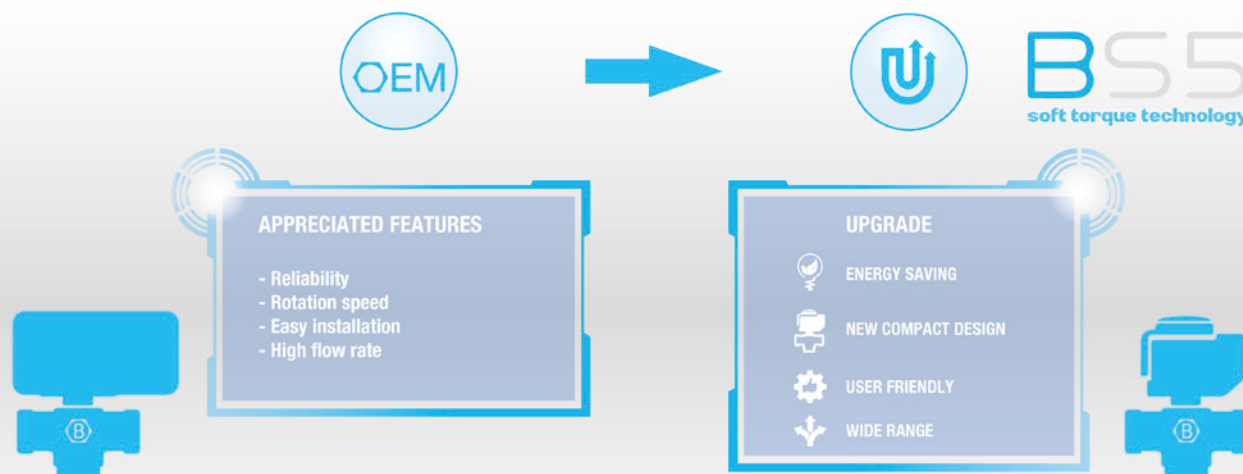 OEM
BS5
soft torque technology
APPRECIATED FEATURES
- Reliability
- Rotation speed
- Easy installation
- High flow rate
UPGRADE
ENERGY SAVING
NEW COMPACT DESIGN
USER FRIENDLY
WIDE RANGE
B
B